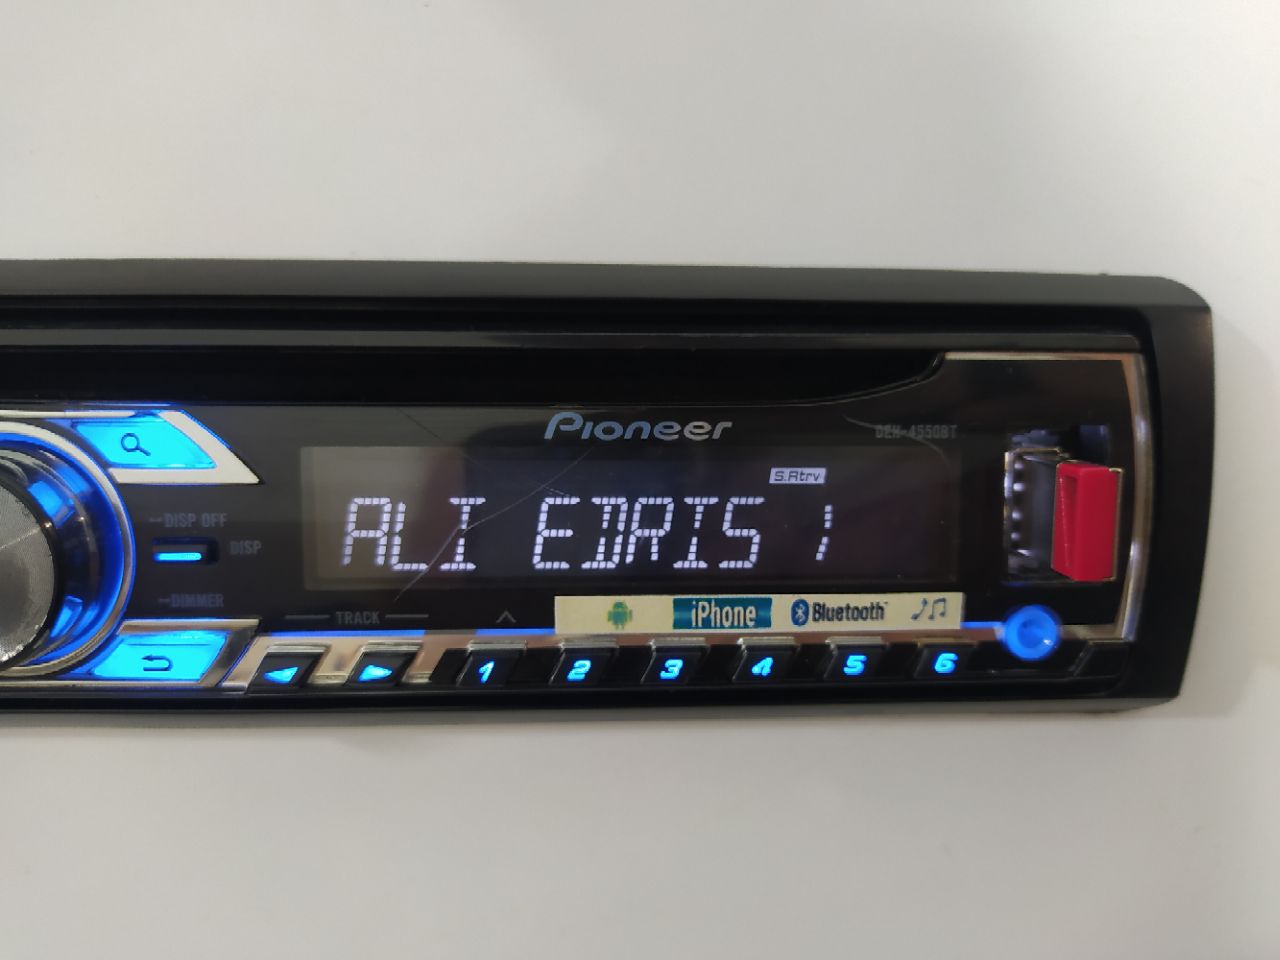 Pioneer
DEH-4550BT
S.Rtrv
ALI EDRIS
DISP OFF
DISP
DIMMER
TRACK
iPhone
Bluetooth
1 2 3 4 5 6